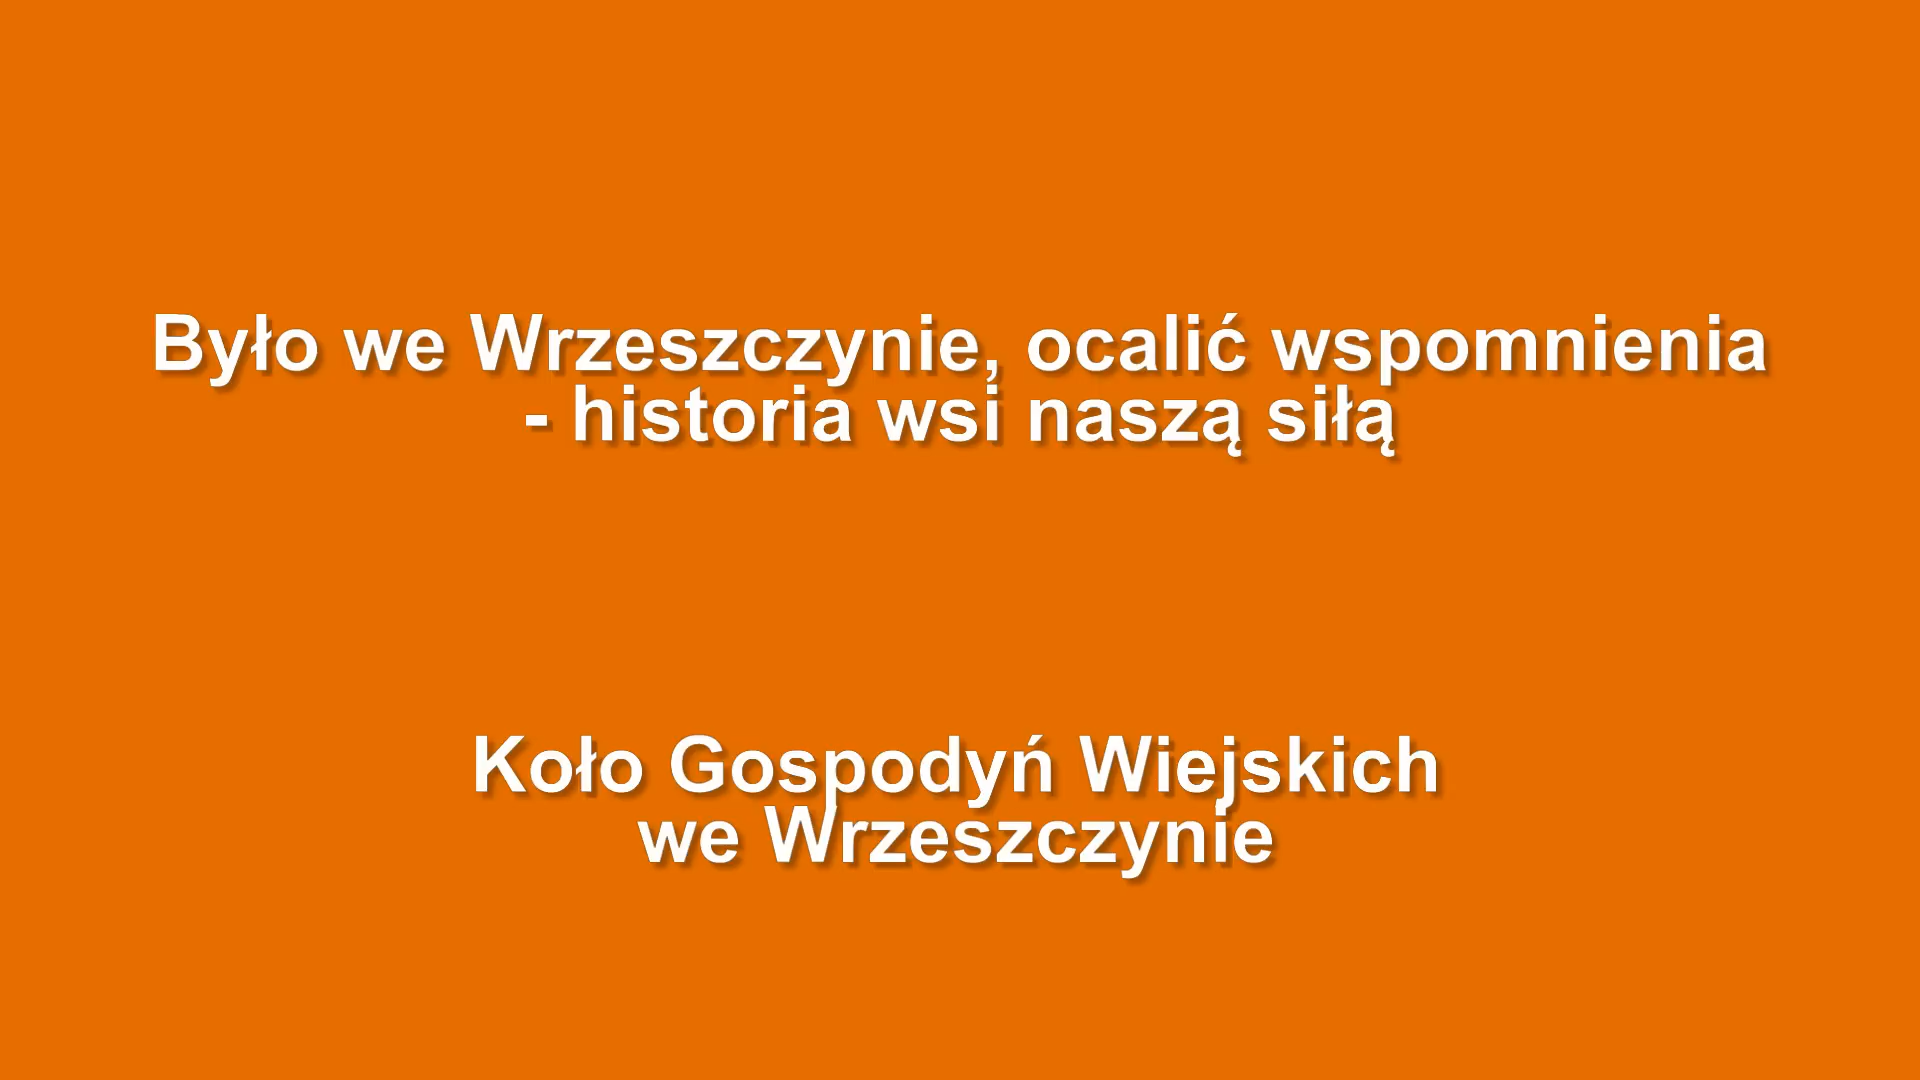 Było we Wrzeszczynie, ocalić wspomnienia
- historia wsi naszą siłą
Koło Gospodyń Wiejskich
we Wrzeszczynie